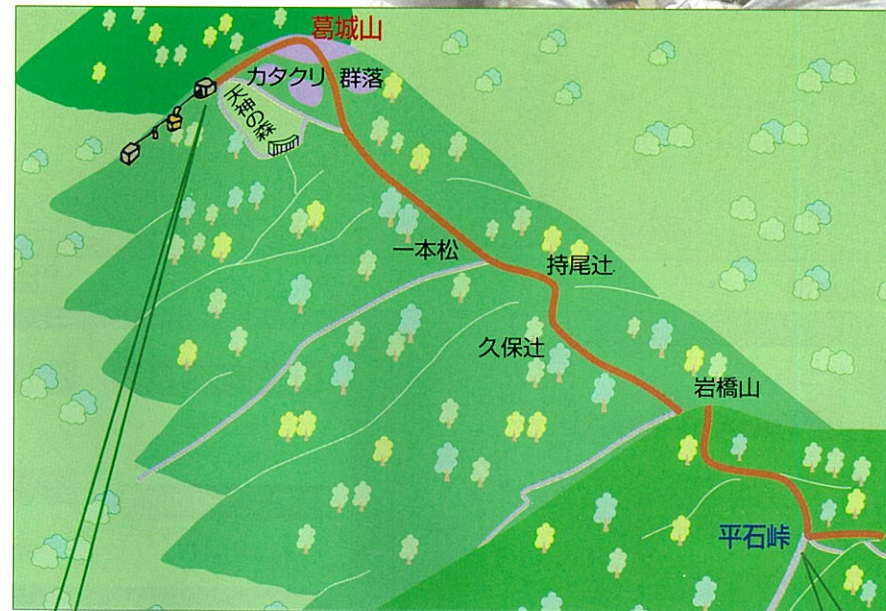 葛城山
カタクリ 群落
天神の森
一本松
持尾辻
久保辻
岩橋山
平石峠